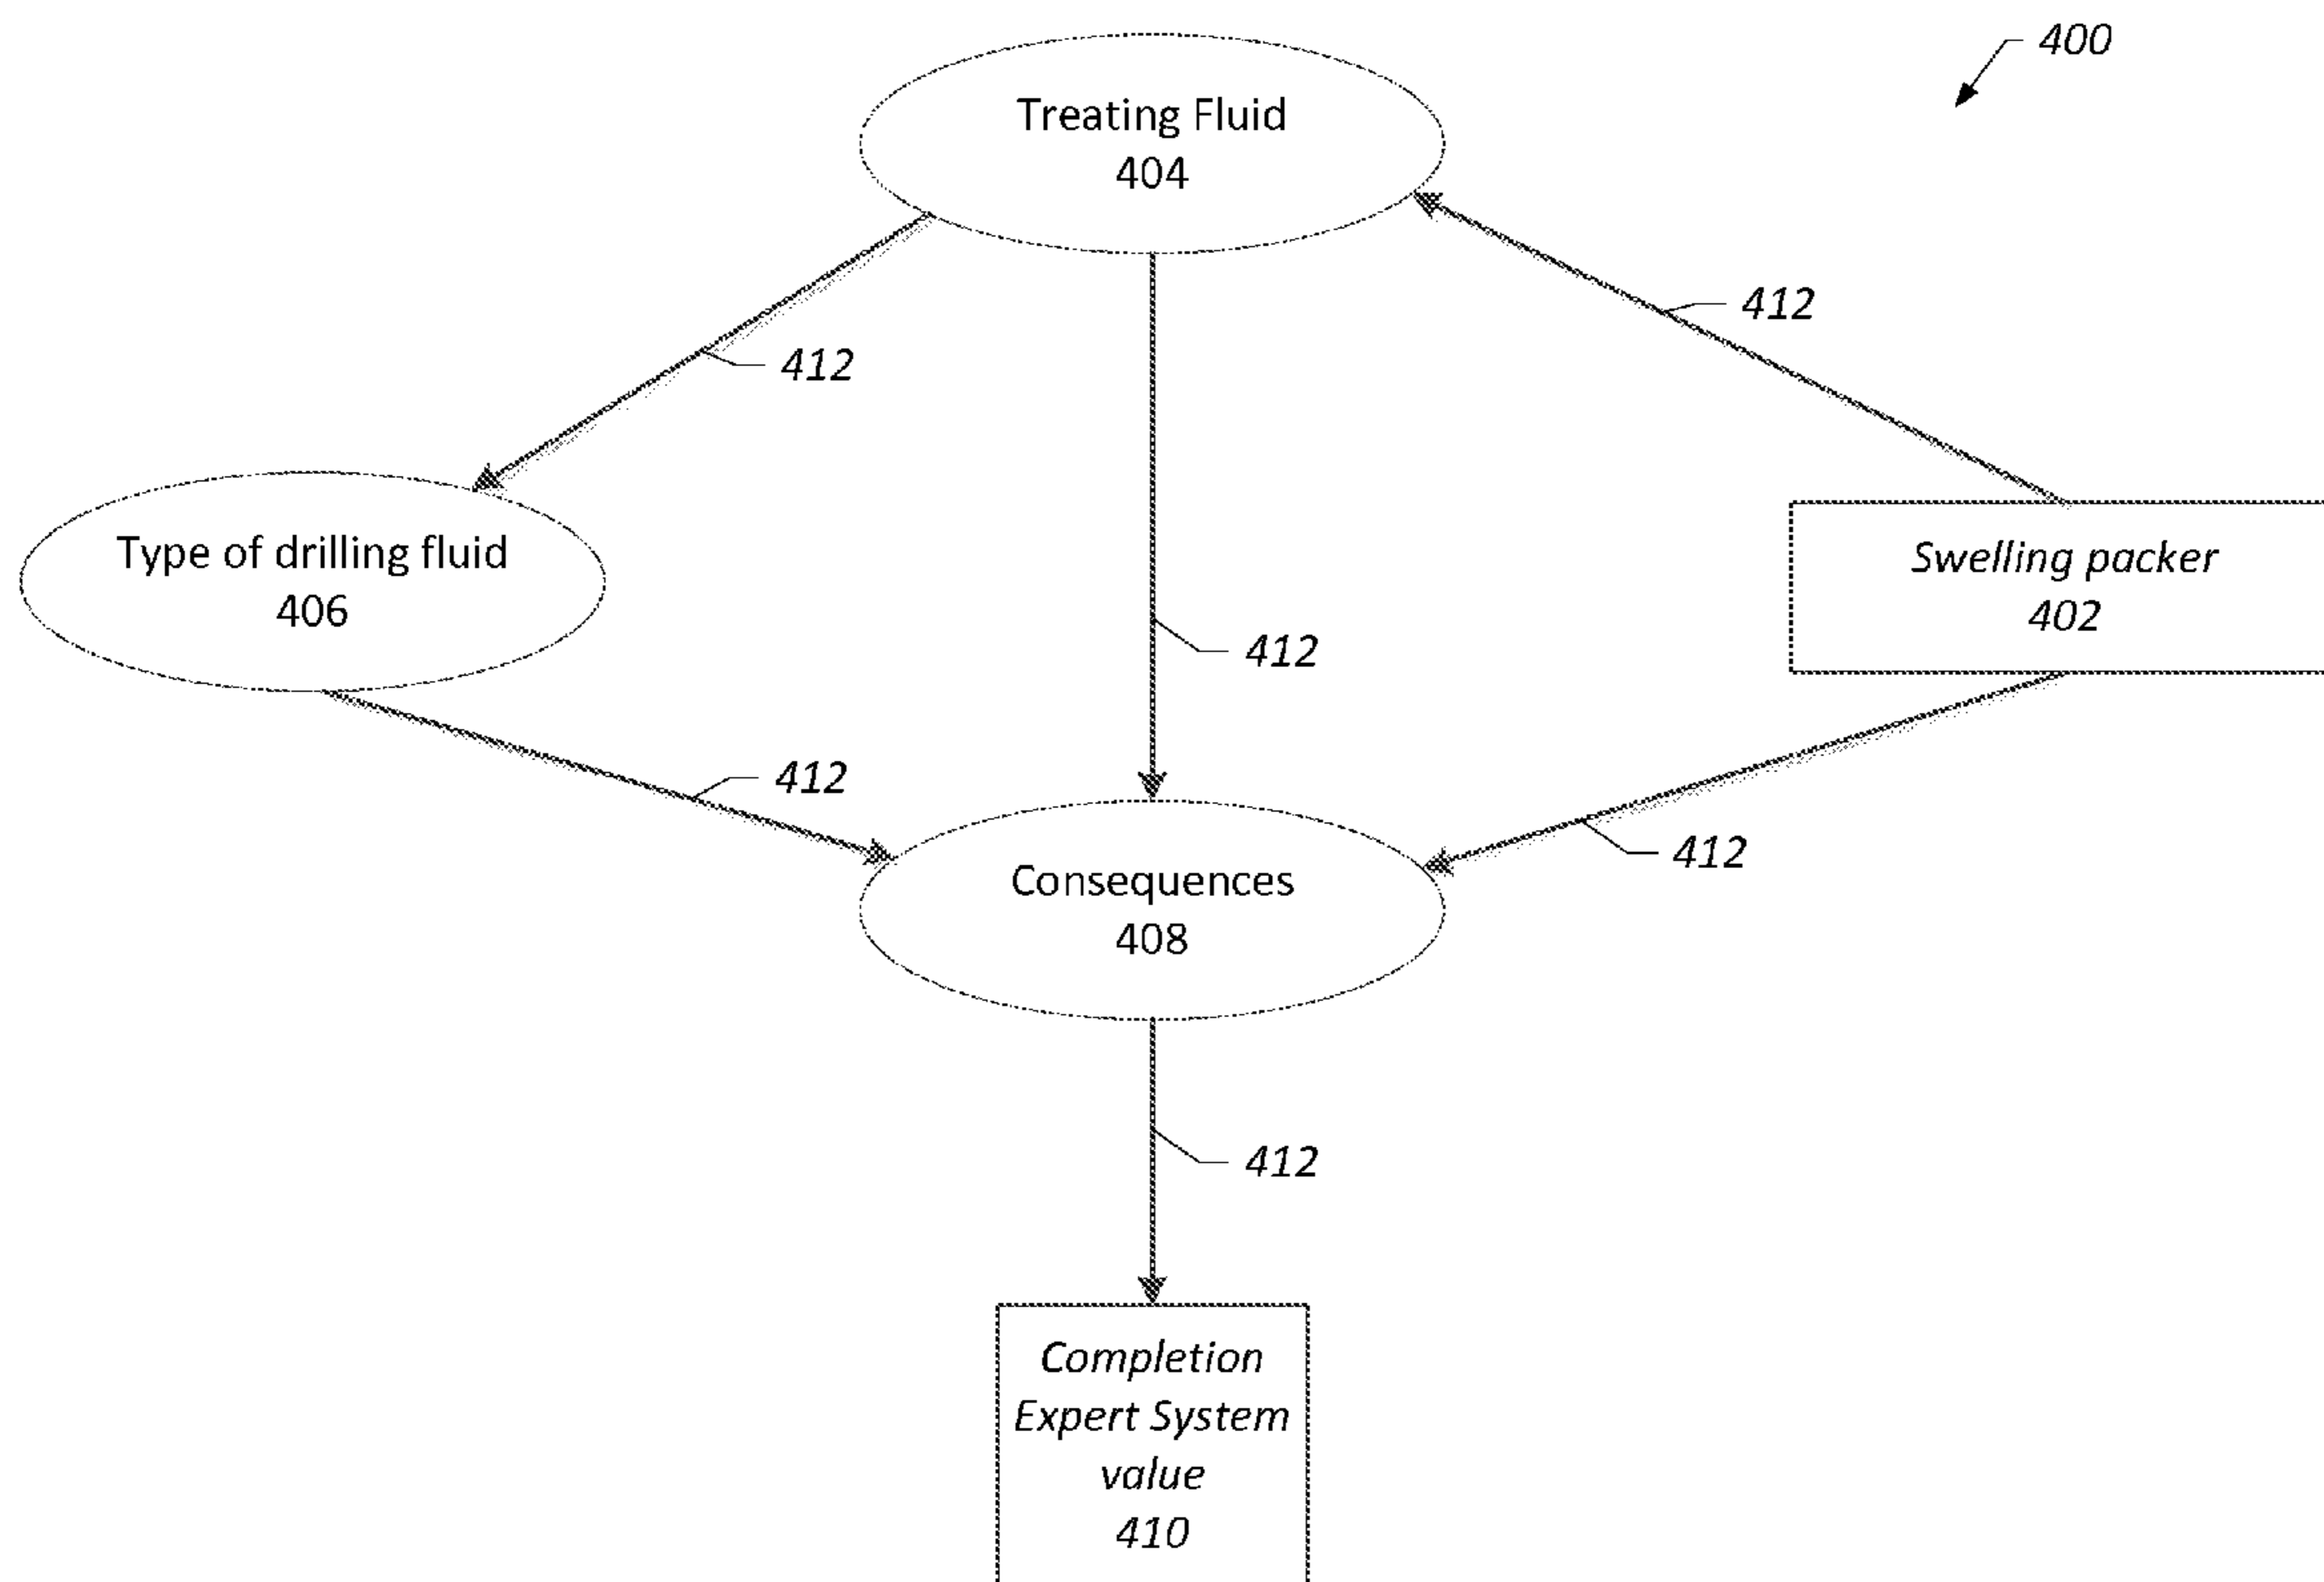 400
Treating Fluid
404
412
412
Type of drilling fluid
406
Swelling packer
402
412
412
412
Consequences
408
412
Completion
Expert System
value
410